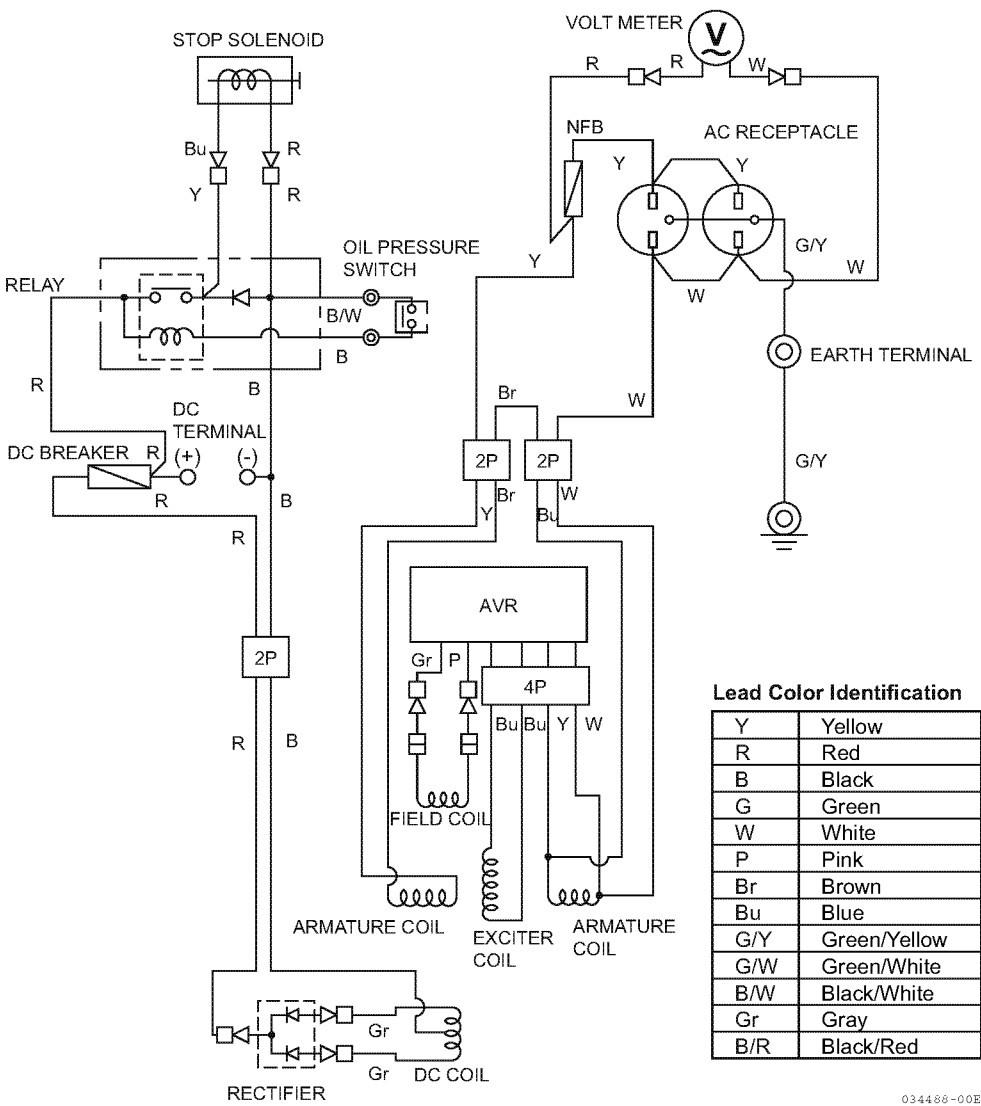 VOLT METER
V
STOP SOLENOID
R
R
W
NFB
AC RECEPTACLE
Bu
R
Y
Y
Y
R
OIL PRESSURE
SWITCH
G/Y
Y
W
RELAY
W
B/W
B
EARTH TERMINAL
R
B
Br
W
DC
TERMINAL
DC BREAKER
R
(+)
(-)
2P
2P
G/Y
R
B
Br
W
Y
Bu
R
AVR
2P
Gr
P
4P
Bu
Bu
Y
W
R
B
FIELD COIL
ARMATURE COIL
EXCITER
COIL
ARMATURE
COIL
Gr
Gr
DC COIL
RECTIFIER
Lead Color Identification
Y Yellow
R Red
B Black
G Green
W White
P Pink
Br Brown
Bu Blue
G/Y Green/Yellow
G/W Green/White
B/W Black/White
Gr Gray
B/R Black/Red
034488-00E